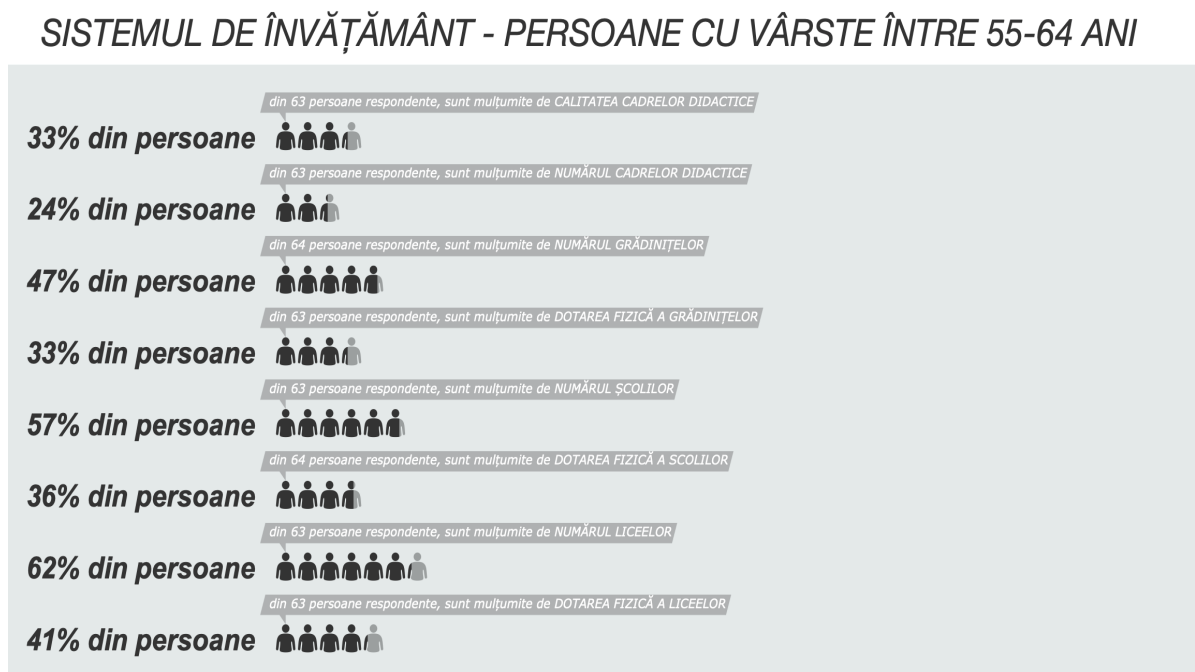 SISTEMUL DE ÎNVĂȚĂMÂNT - PERSOANE CU VÂRSTE ÎNTRE 55-64 ANI
din 63 persoane respondente, sunt mulțumite de CALITATEA CADRELOR DIDACTICE
33% din persoane
din 63 persoane respondente, sunt mulțumite de NUMĂRUL CADRELOR DIDACTICE
24% din persoane
din 64 persoane respondente, sunt mulțumite de NUMĂRUL GRĂDINIȚELOR
47% din persoane
din 63 persoane respondente, sunt mulțumite de DOTAREA FIZICĂ A GRĂDINIȚELOR
33% din persoane
din 63 persoane respondente, sunt mulțumite de NUMĂRUL ȘCOLILOR
57% din persoane
din 64 persoane respondente, sunt mulțumite de DOTAREA FIZICĂ A SCOLILOR
36% din persoane
din 63 persoane respondente, sunt mulțumite de NUMĂRUL LICEELOR
62% din persoane
din 63 persoane respondente, sunt mulțumite de DOTAREA FIZICĂ A LICEELOR
41% din persoane